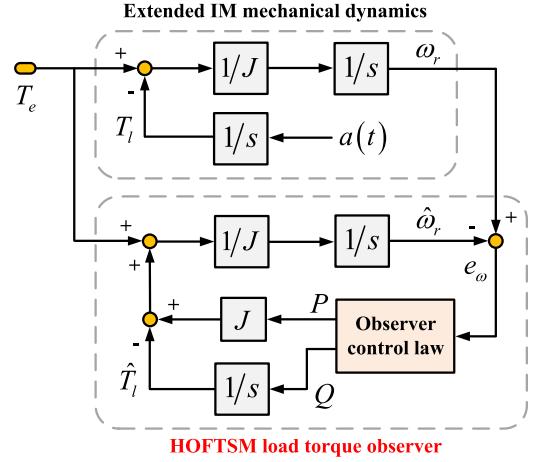 Extended IM mechanical dynamics
+
1/J
1/s
ω_r
T_e
-
T_l
1/s
a(t)
+
+
1/J
1/s
ω̂_r
-
+
e_ω
+
J
P
Observer
control law
-
T̂_l
1/s
Q
HOFTSM load torque observer